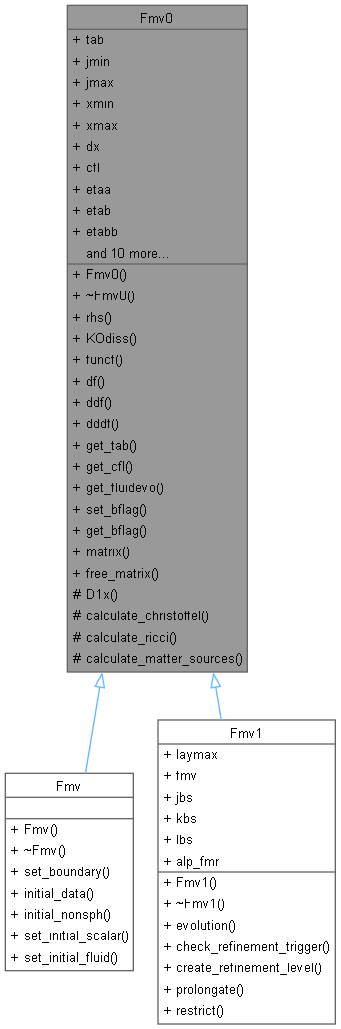 Fmv0
+ tab
+ jmin
+ jmax
+ xmin
+ xmax
+ dx
+ cfl
+ etaa
+ etab
+ etabb
and 10 more...
+ Fmv0()
+ ~Fmv0()
+ rhs()
+ KOdiss()
+ funcf()
+ df()
+ ddf()
+ dddf()
+ get_tab()
+ get_cfl()
+ get_fluidevo()
+ set_bflag()
+ get_bflag()
+ matrix()
+ free_matrix()
# D1x()
# calculate_christoffel()
# calculate_ricci()
# calculate_matter_sources()
Fmv
+ Fmv()
+ ~Fmv()
+ set_boundary()
+ initial_data()
+ initial_nonsph()
+ set_initial_scalar()
+ set_initial_fluid()
Fmv1
+ laymax
+ fmv
+ jbs
+ kbs
+ lbs
+ alp_fmr
+ Fmv1()
+ ~Fmv1()
+ evolution()
+ check_refinement_trigger()
+ create_refinement_level()
+ prolongate()
+ restrict()